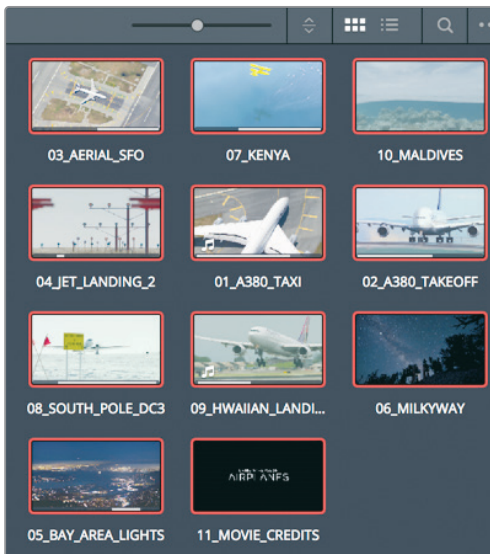 03_AERIAL_SFO
07_KENYA
10_MALDIVES
04_JET_LANDING_2
01_A380_TAXI
02_A380_TAKEOFF
08_SOUTH_POLE_DC3
09_HWAIIAN_LANDI...
06_MILKYWAY
AIRPLANES
05_BAY_AREA_LIGHTS
11_MOVIE_CREDITS